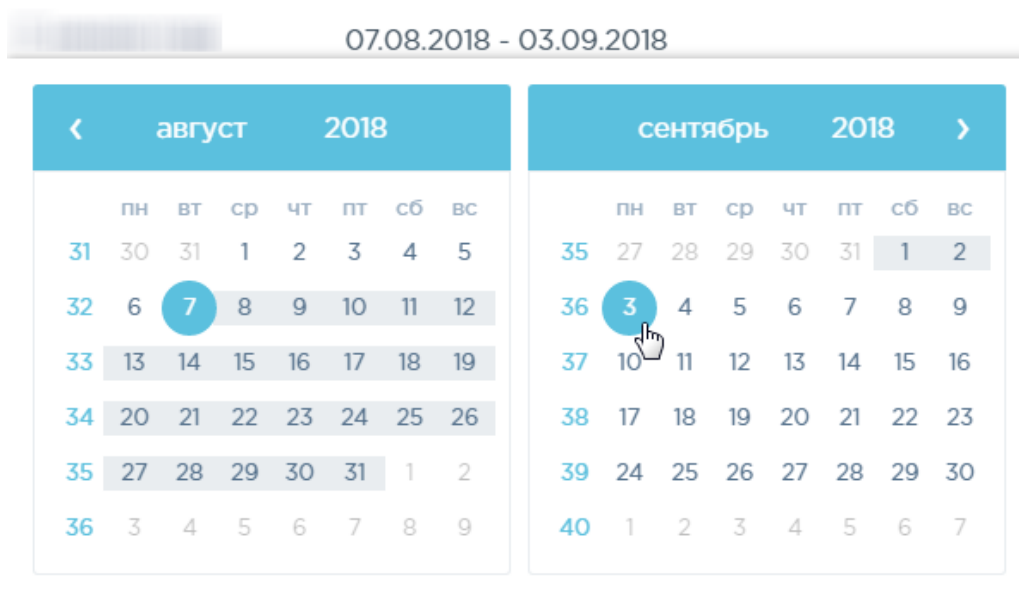 07.08.2018 - 03.09.2018
август 2018
пн вт ср чт пт сб вс
31 30 31 1 2 3 4 5
32 6 7 8 9 10 11 12
33 13 14 15 16 17 18 19
34 20 21 22 23 24 25 26
35 27 28 29 30 31 1 2
36 3 4 5 6 7 8 9
сентябрь 2018
пн вт ср чт пт сб вс
35 27 28 29 30 31 1 2
36 3 4 5 6 7 8 9
37 10 11 12 13 14 15 16
38 17 18 19 20 21 22 23
39 24 25 26 27 28 29 30
40 1 2 3 4 5 6 7